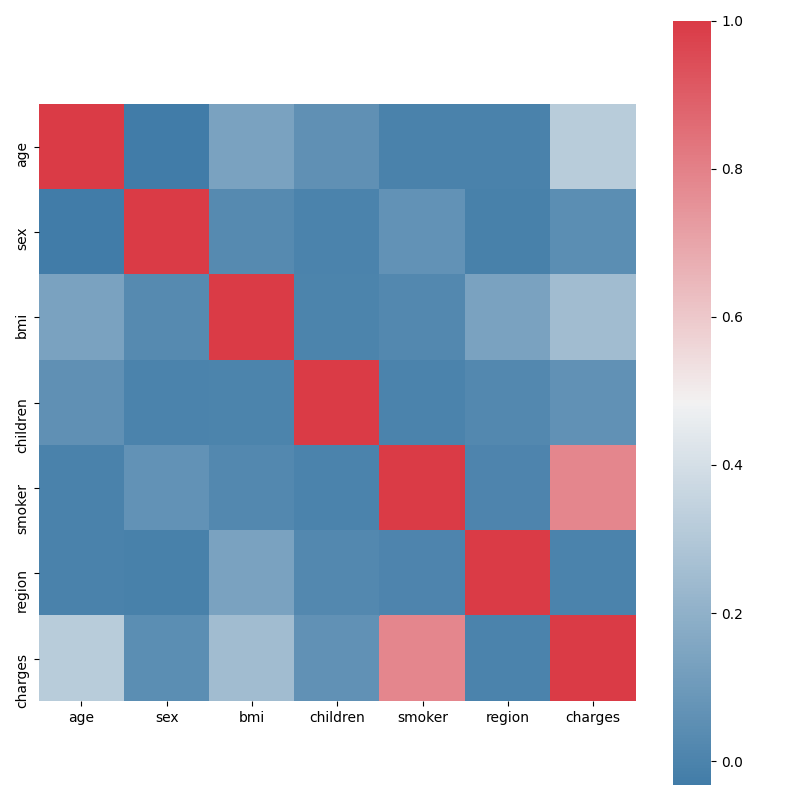 1.0
0.8
0.6
0.4
0.2
0.0
age
sex
bmi
children
smoker
region
charges
age sex bmi children smoker region charges